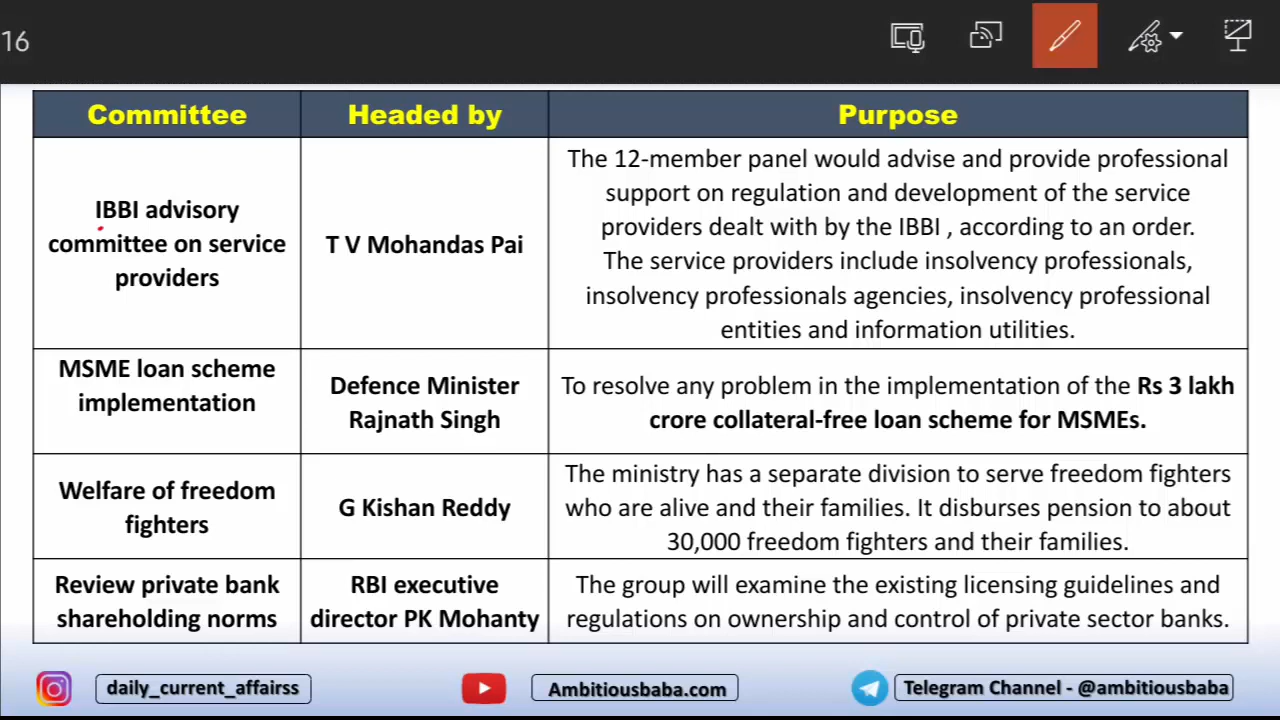 16
Committee
Headed by
Purpose
IBBI advisory
committee on service
providers
T V Mohandas Pai
The 12-member panel would advise and provide professional
support on regulation and development of the service
providers dealt with by the IBBI , according to an order.
The service providers include insolvency professionals,
insolvency professionals agencies, insolvency professional
entities and information utilities.
MSME loan scheme
implementation
Defence Minister
Rajnath Singh
To resolve any problem in the implementation of the Rs 3 lakh
crore collateral-free loan scheme for MSMEs.
Welfare of freedom
fighters
G Kishan Reddy
The ministry has a separate division to serve freedom fighters
who are alive and their families. It disburses pension to about
30,000 freedom fighters and their families.
Review private bank
shareholding norms
RBI executive
director PK Mohanty
The group will examine the existing licensing guidelines and
regulations on ownership and control of private sector banks.
daily_current_affairss
Ambitiousbaba.com
Telegram Channel - @ambitiousbaba